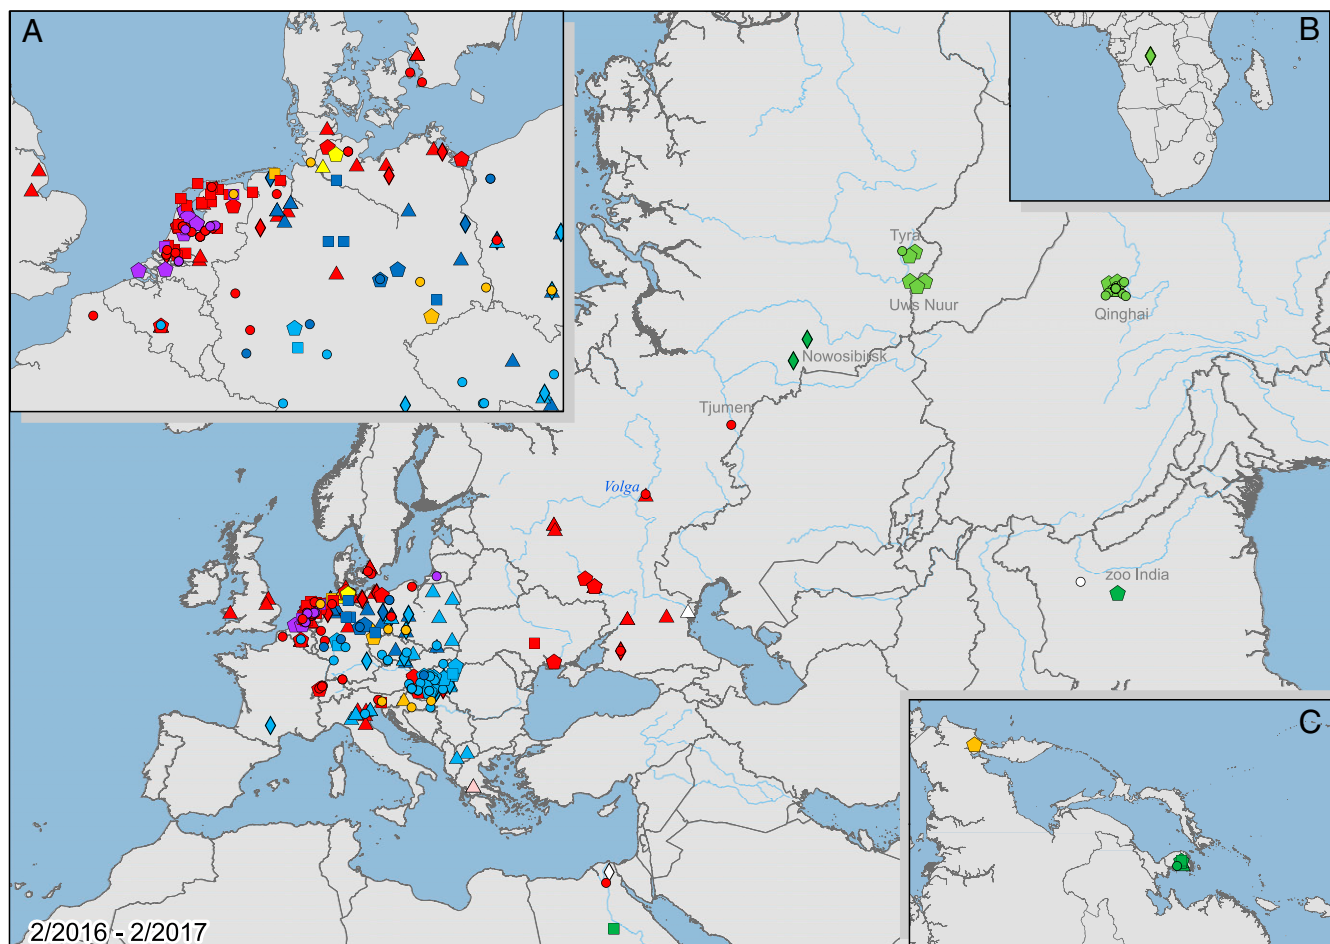 A
B
Tyra
Uws Nuur
Qinghai
Nowosibirsk
Tjumen
Volga
zoo India
C
2/2016 - 2/2017